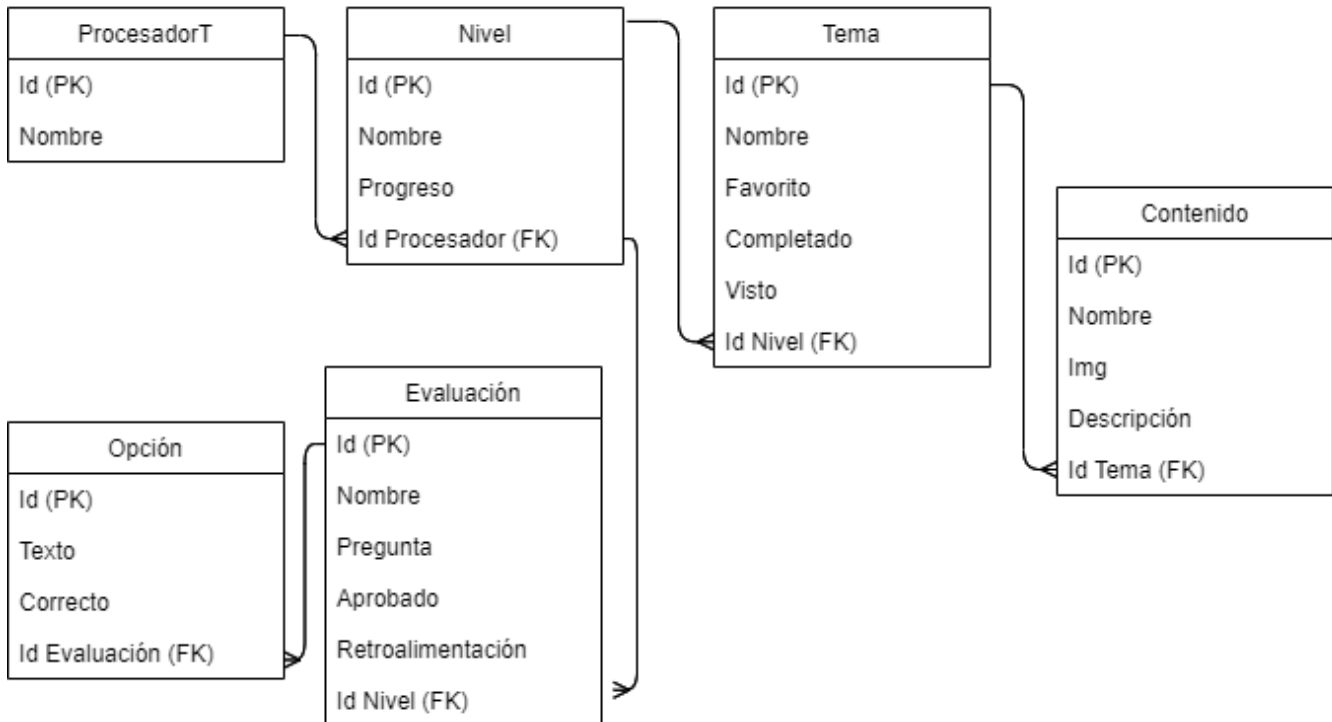 ProcesadorT
Id (PK)
Nombre
Nivel
Id (PK)
Nombre
Progreso
Id Procesador (FK)
Tema
Id (PK)
Nombre
Favorito
Completado
Visto
Id Nivel (FK)
Contenido
Id (PK)
Nombre
Img
Descripción
Id Tema (FK)
Opción
Id (PK)
Texto
Correcto
Id Evaluación (FK)
Evaluación
Id (PK)
Nombre
Pregunta
Aprobado
Retroalimentación
Id Nivel (FK)